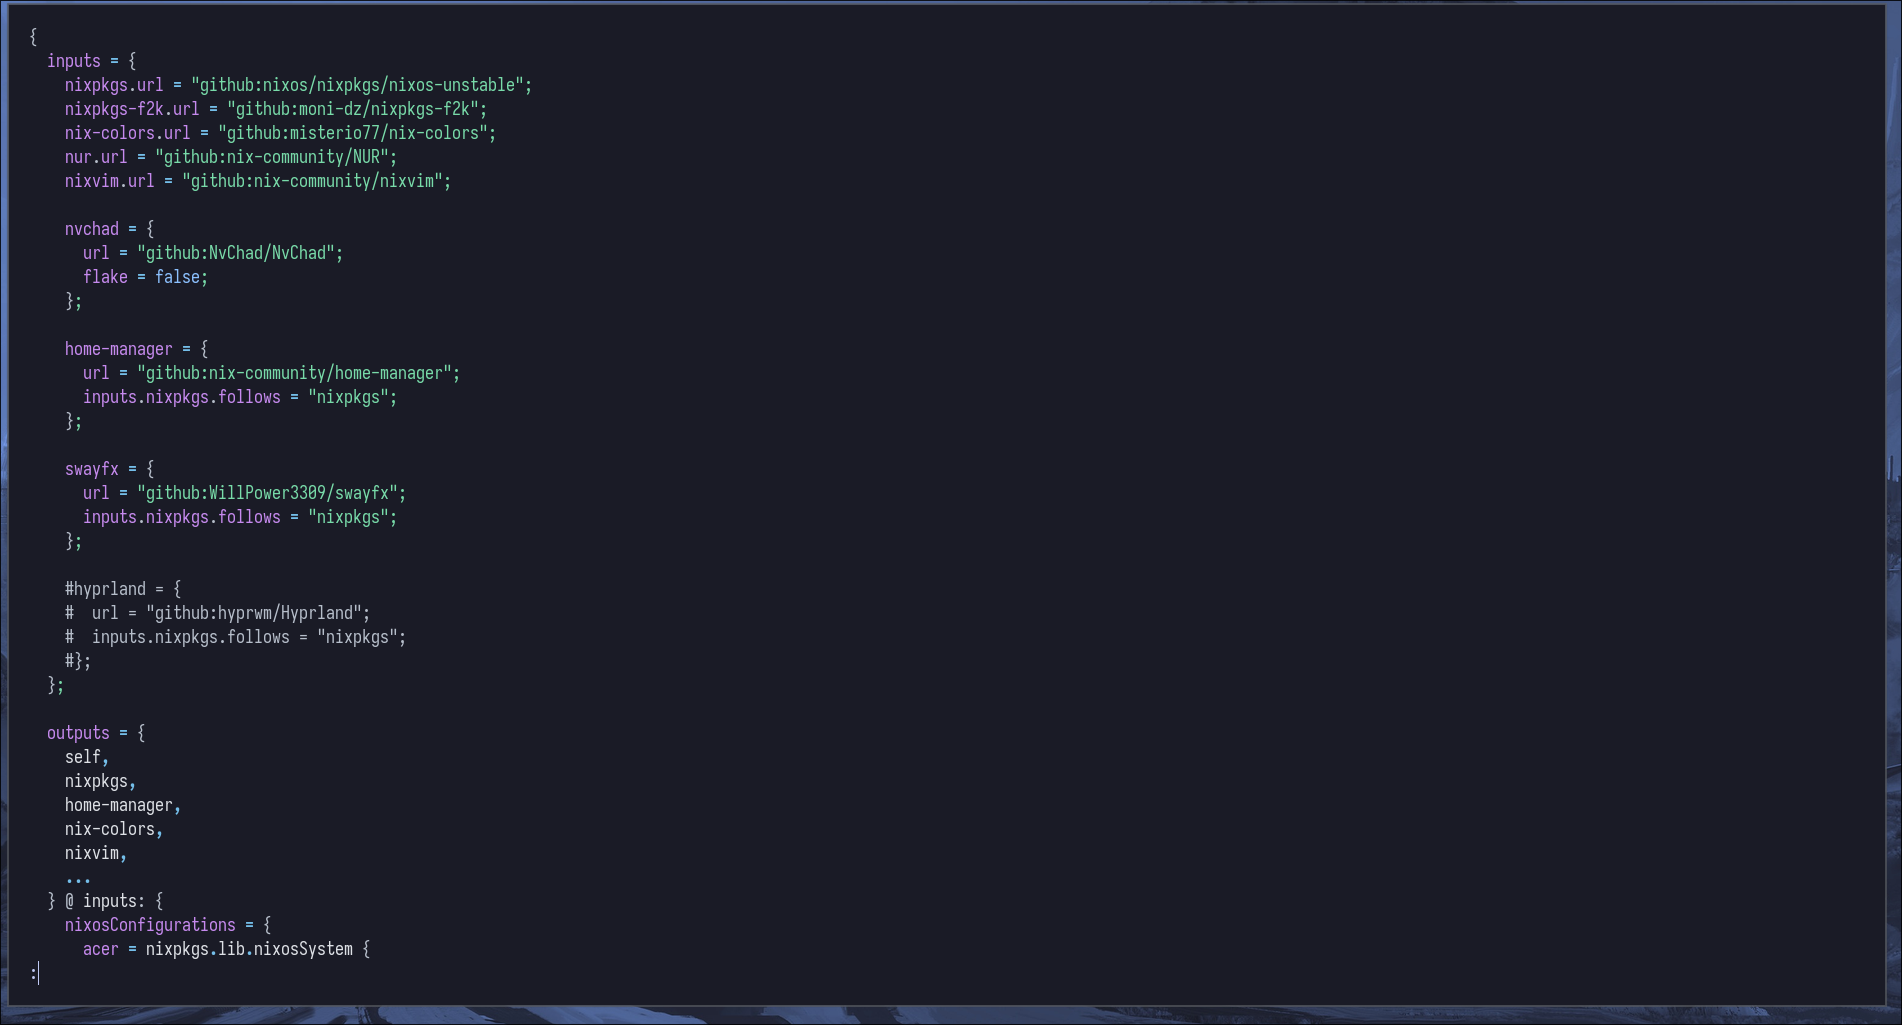 {
  inputs = {
    nixpkgs.url = "github:nixos/nixpkgs/nixos-unstable";
    nixpkgs-f2k.url = "github:moni-dz/nixpkgs-f2k";
    nix-colors.url = "github:misterio77/nix-colors";
    nur.url = "github:nix-community/NUR";
    nixvim.url = "github:nix-community/nixvim";

    nvchad = {
      url = "github:NvChad/NvChad";
      flake = false;
    };

    home-manager = {
      url = "github:nix-community/home-manager";
      inputs.nixpkgs.follows = "nixpkgs";
    };

    swayfx = {
      url = "github:WillPower3309/swayfx";
      inputs.nixpkgs.follows = "nixpkgs";
    };

    #hyprland = {
    #  url = "github:hyprwm/Hyprland";
    #  inputs.nixpkgs.follows = "nixpkgs";
    #};
  };

  outputs = {
    self,
    nixpkgs,
    home-manager,
    nix-colors,
    nixvim,
    ...
  } @ inputs: {
    nixosConfigurations = {
      acer = nixpkgs.lib.nixosSystem {
: